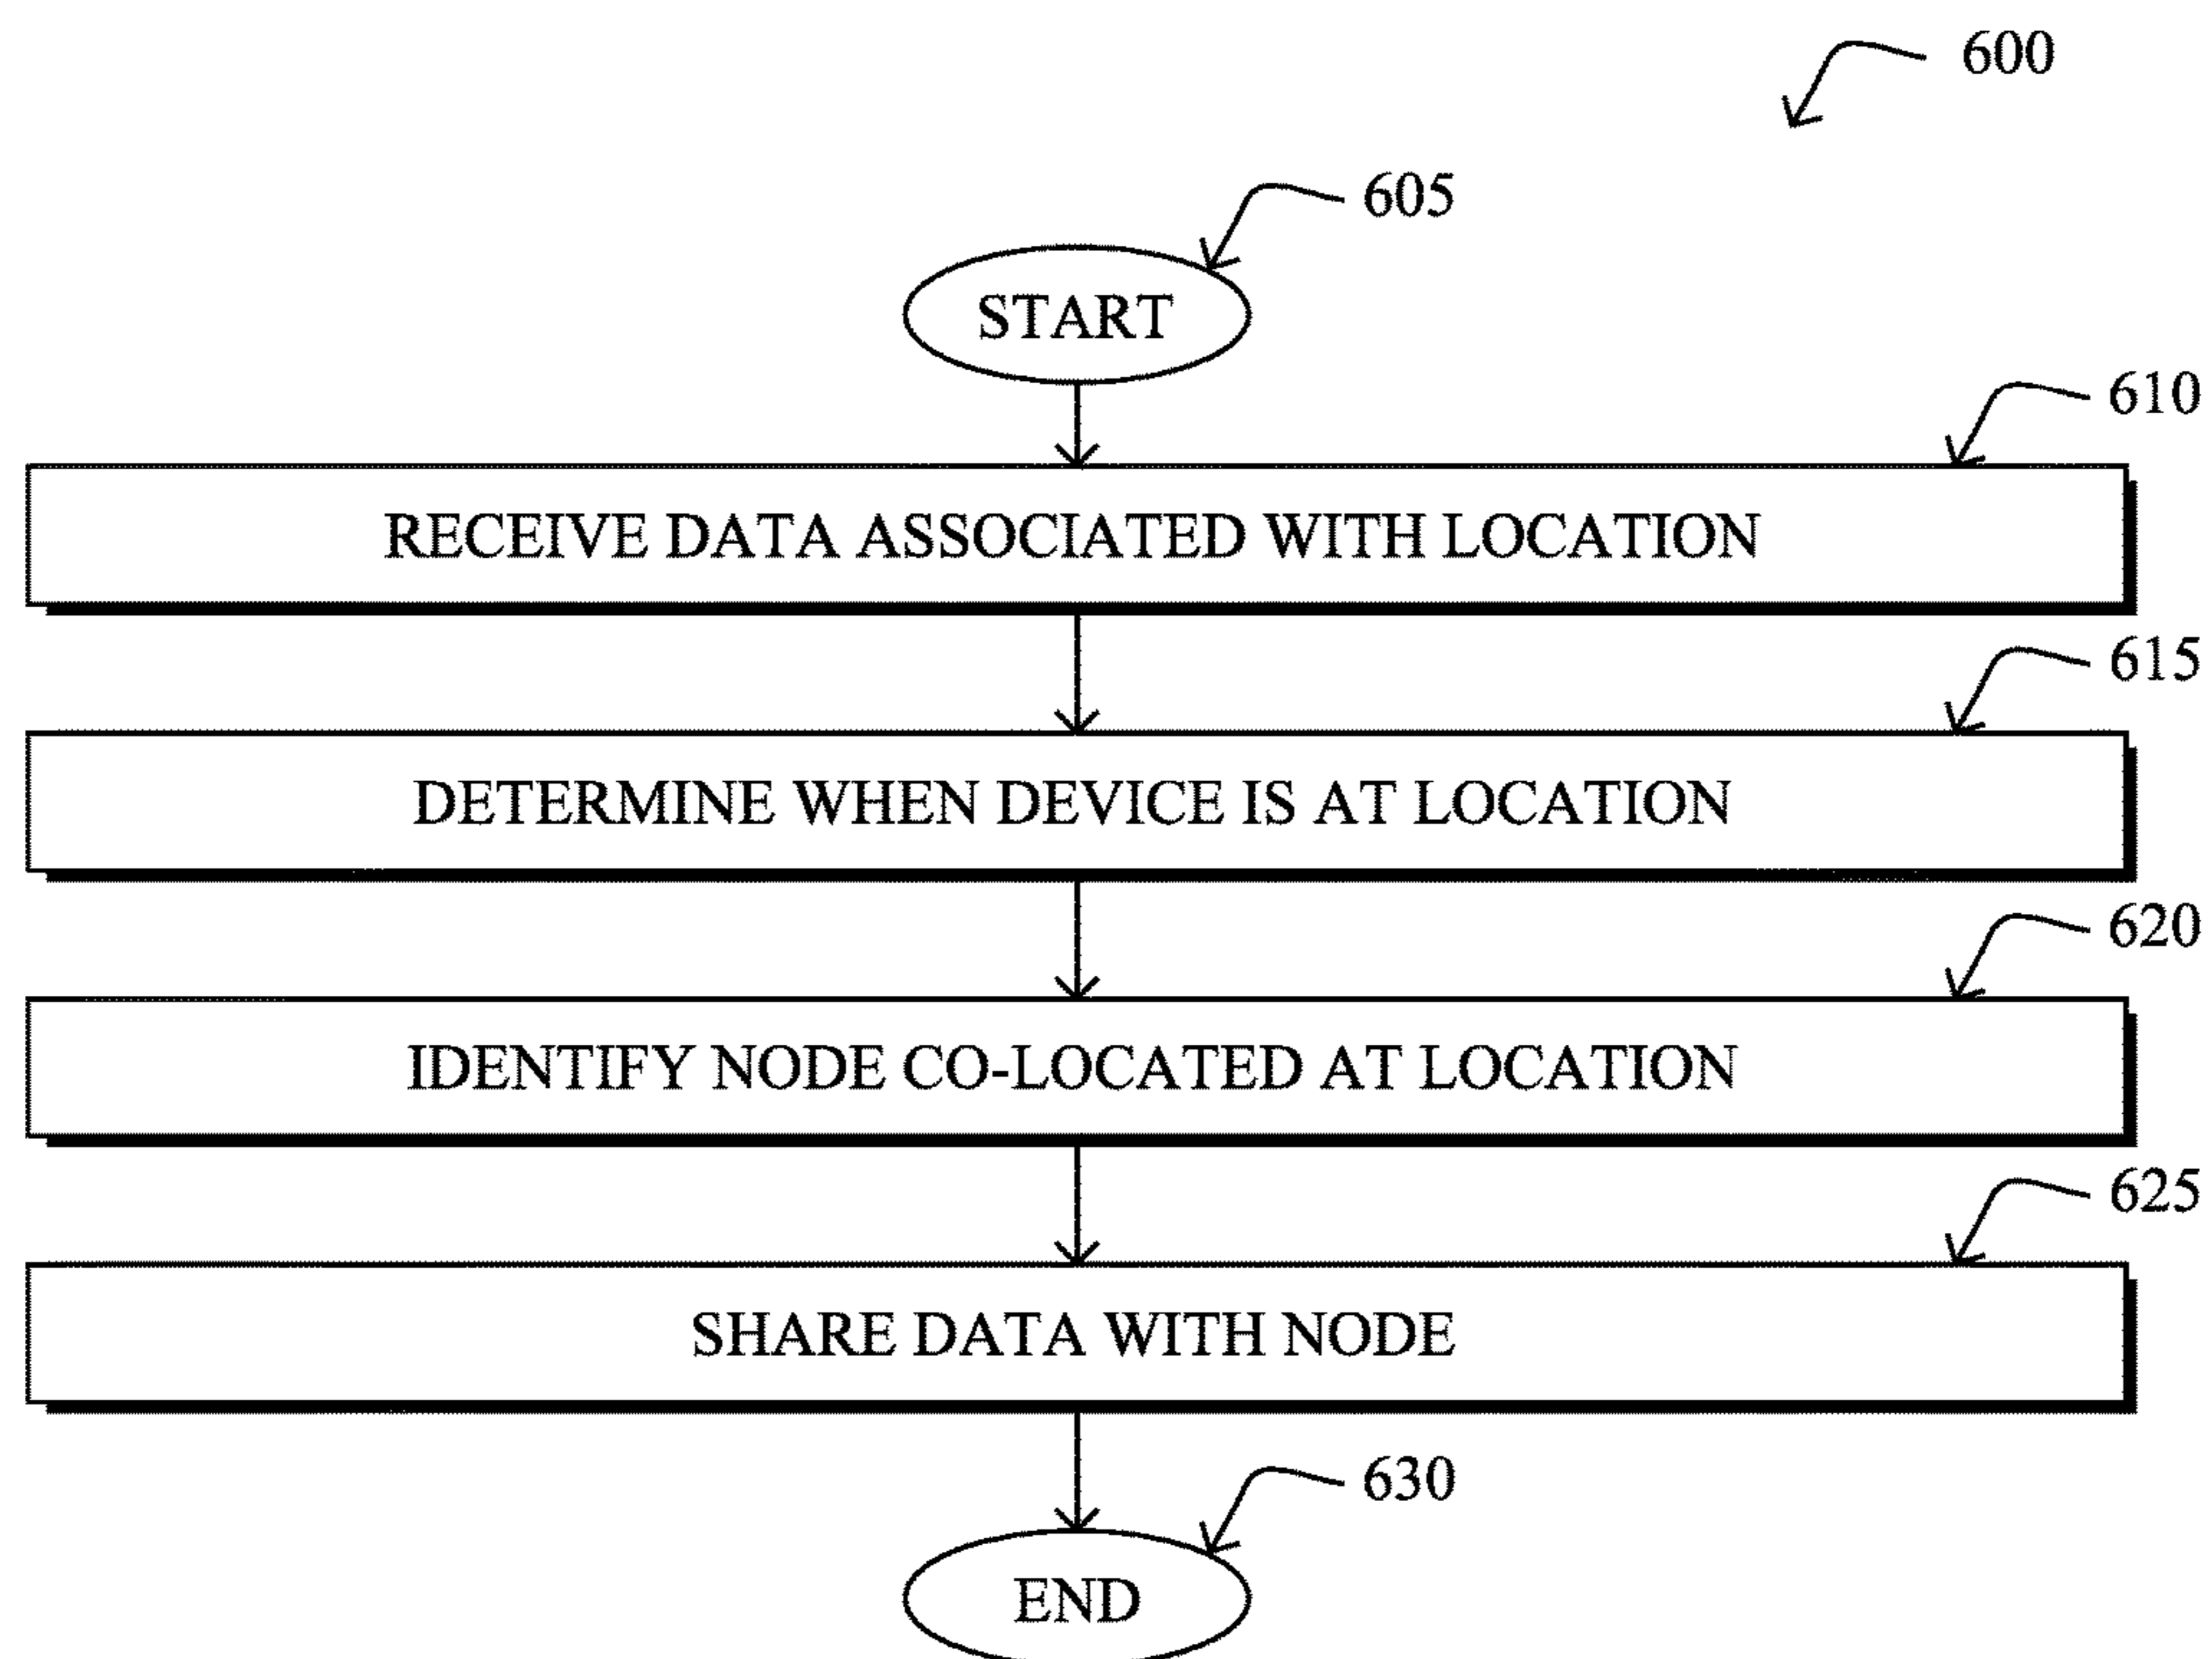 600
605
START
610
RECEIVE DATA ASSOCIATED WITH LOCATION
615
DETERMINE WHEN DEVICE IS AT LOCATION
620
IDENTIFY NODE CO-LOCATED AT LOCATION
625
SHARE DATA WITH NODE
630
END